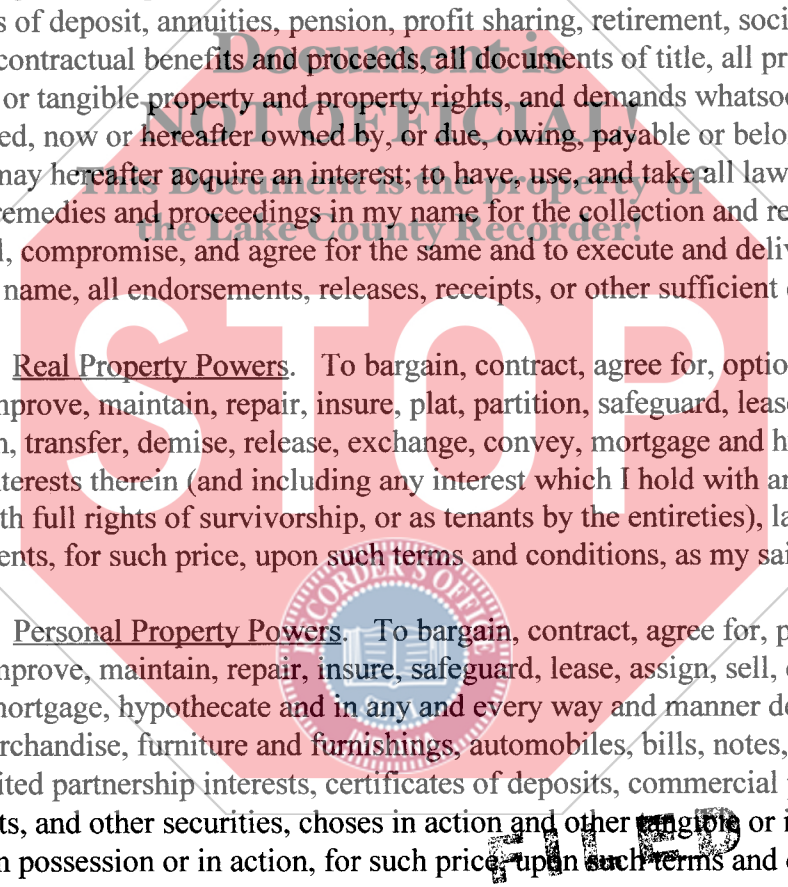 s of deposit, annuities, pension, profit sharing, retirement, soci
contractual benefits and proceeds, all documents of title, all pr
or tangible property and property rights, and demands whatsoe
ed, now or hereafter owned by, or due, owing, payable or belo
may hereafter acquire an interest; to have, use, and take all law
remedies and proceedings in my name for the collection and re
l, compromise, and agree for the same and to execute and deliv
name, all endorsements, releases, receipts, or other sufficient
Document is
NOT OFFICIAL!
This Document is the property of
the Lake County Recorder!
STOP
Real Property Powers. To bargain, contract, agree for, optio
nprove, maintain, repair, insure, plat, partition, safeguard, lease
n, transfer, demise, release, exchange, convey, mortgage and h
terests therein (and including any interest which I hold with an
th full rights of survivorship, or as tenants by the entireties), la
ents, for such price, upon such terms and conditions, as my sai
RECORDER'S OFFICE
Personal Property Powers. To bargain, contract, agree for, p
nprove, maintain, repair, insure, safeguard, lease, assign, sell,
nortgage, hypothecate and in any and every way and manner de
rchandise, furniture and furnishings, automobiles, bills, notes,
ited partnership interests, certificates of deposits, commercial
ts, and other securities, choses in action and other tangible or i
n possession or in action, for such price, upon such terms and
FILED